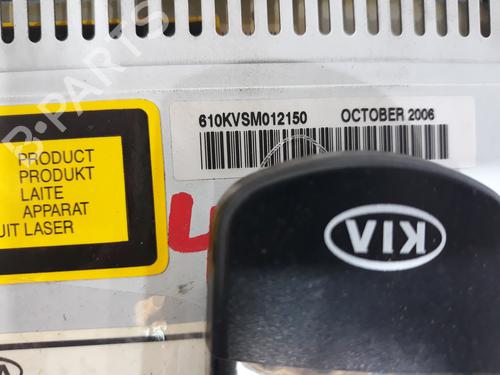 610KVSM012150 OCTOBER 2006
PRODUCT
PRODUKT
LAITE
APPARAT
UIT LASER
KIA
B-PARTS